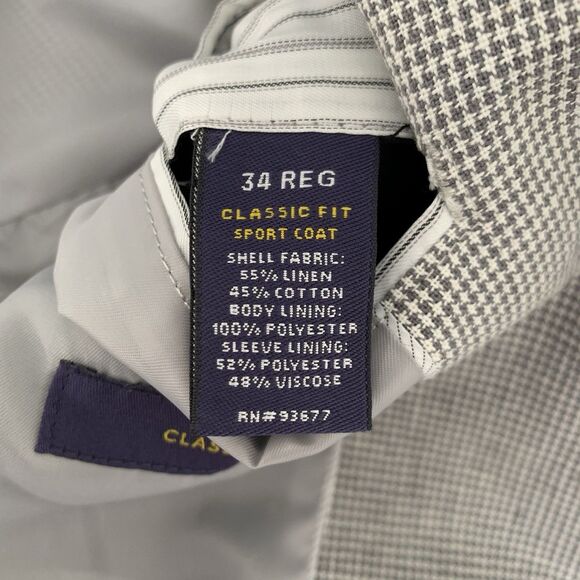 34 REG
CLASSIC FIT
SPORT COAT
SHELL FABRIC:
55% LINEN
45% COTTON
BODY LINING:
100% POLYESTER
SLEEVE LINING:
52% POLYESTER
48% VISCOSE
RN#93677
CLAS